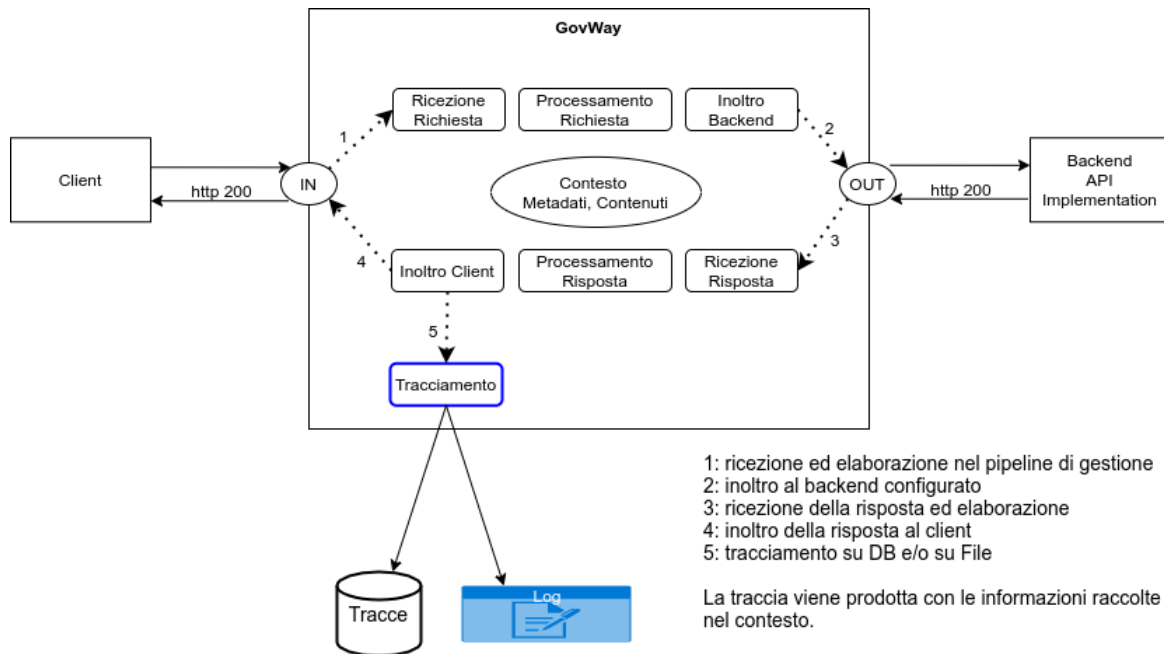 GovWay
Ricezione
Richiesta
Processamento
Richiesta
Inoltro
Backend
1
2
Client
http 200
IN
Contesto
Metadati, Contenuti
OUT
http 200
Backend
API
Implementation
4
3
Inoltro Client
Processamento
Risposta
Ricezione
Risposta
5
Tracciamento
1: ricezione ed elaborazione nel pipeline di gestione
2: inoltro al backend configurato
3: ricezione della risposta ed elaborazione
4: inoltro della risposta al client
5: tracciamento su DB e/o su File
Tracce
Log
La traccia viene prodotta con le informazioni raccolte
nel contesto.